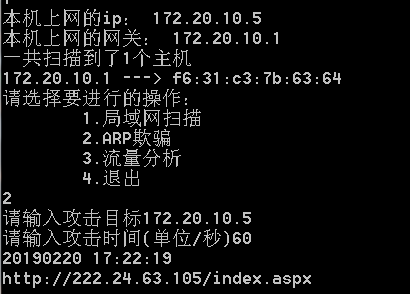 本机上网的ip： 172.20.10.5
本机上网的网关： 172.20.10.1
一共扫描到了1个主机
172.20.10.1 ---> f6:31:c3:7b:63:64
请选择要进行的操作：
1.局域网扫描
2.ARP欺骗
3.流量分析
4.退出
2
请输入攻击目标172.20.10.5
请输入攻击时间(单位/秒)60
20190220 17:22:19
http://222.24.63.105/index.aspx